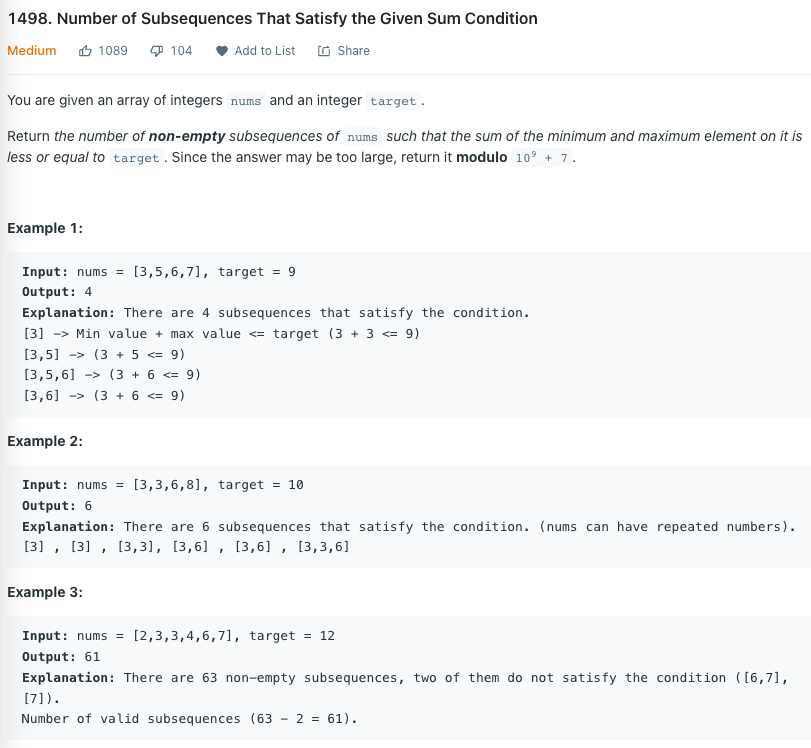 1498. Number of Subsequences That Satisfy the Given Sum Condition
Medium 1089 104 Add to List Share
You are given an array of integers nums and an integer target .
Return the number of non-empty subsequences of nums such that the sum of the minimum and maximum element on it is
less or equal to target . Since the answer may be too large, return it modulo 10⁹ + 7 .
Example 1:
Input: nums = [3,5,6,7], target = 9
Output: 4
Explanation: There are 4 subsequences that satisfy the condition.
[3] -> Min value + max value <= target (3 + 3 <= 9)
[3,5] -> (3 + 5 <= 9)
[3,5,6] -> (3 + 6 <= 9)
[3,6] -> (3 + 6 <= 9)
Example 2:
Input: nums = [3,3,6,8], target = 10
Output: 6
Explanation: There are 6 subsequences that satisfy the condition. (nums can have repeated numbers).
[3] , [3] , [3,3], [3,6] , [3,6] , [3,3,6]
Example 3:
Input: nums = [2,3,3,4,6,7], target = 12
Output: 61
Explanation: There are 63 non-empty subsequences, two of them do not satisfy the condition ([6,7],
[7]).
Number of valid subsequences (63 - 2 = 61).